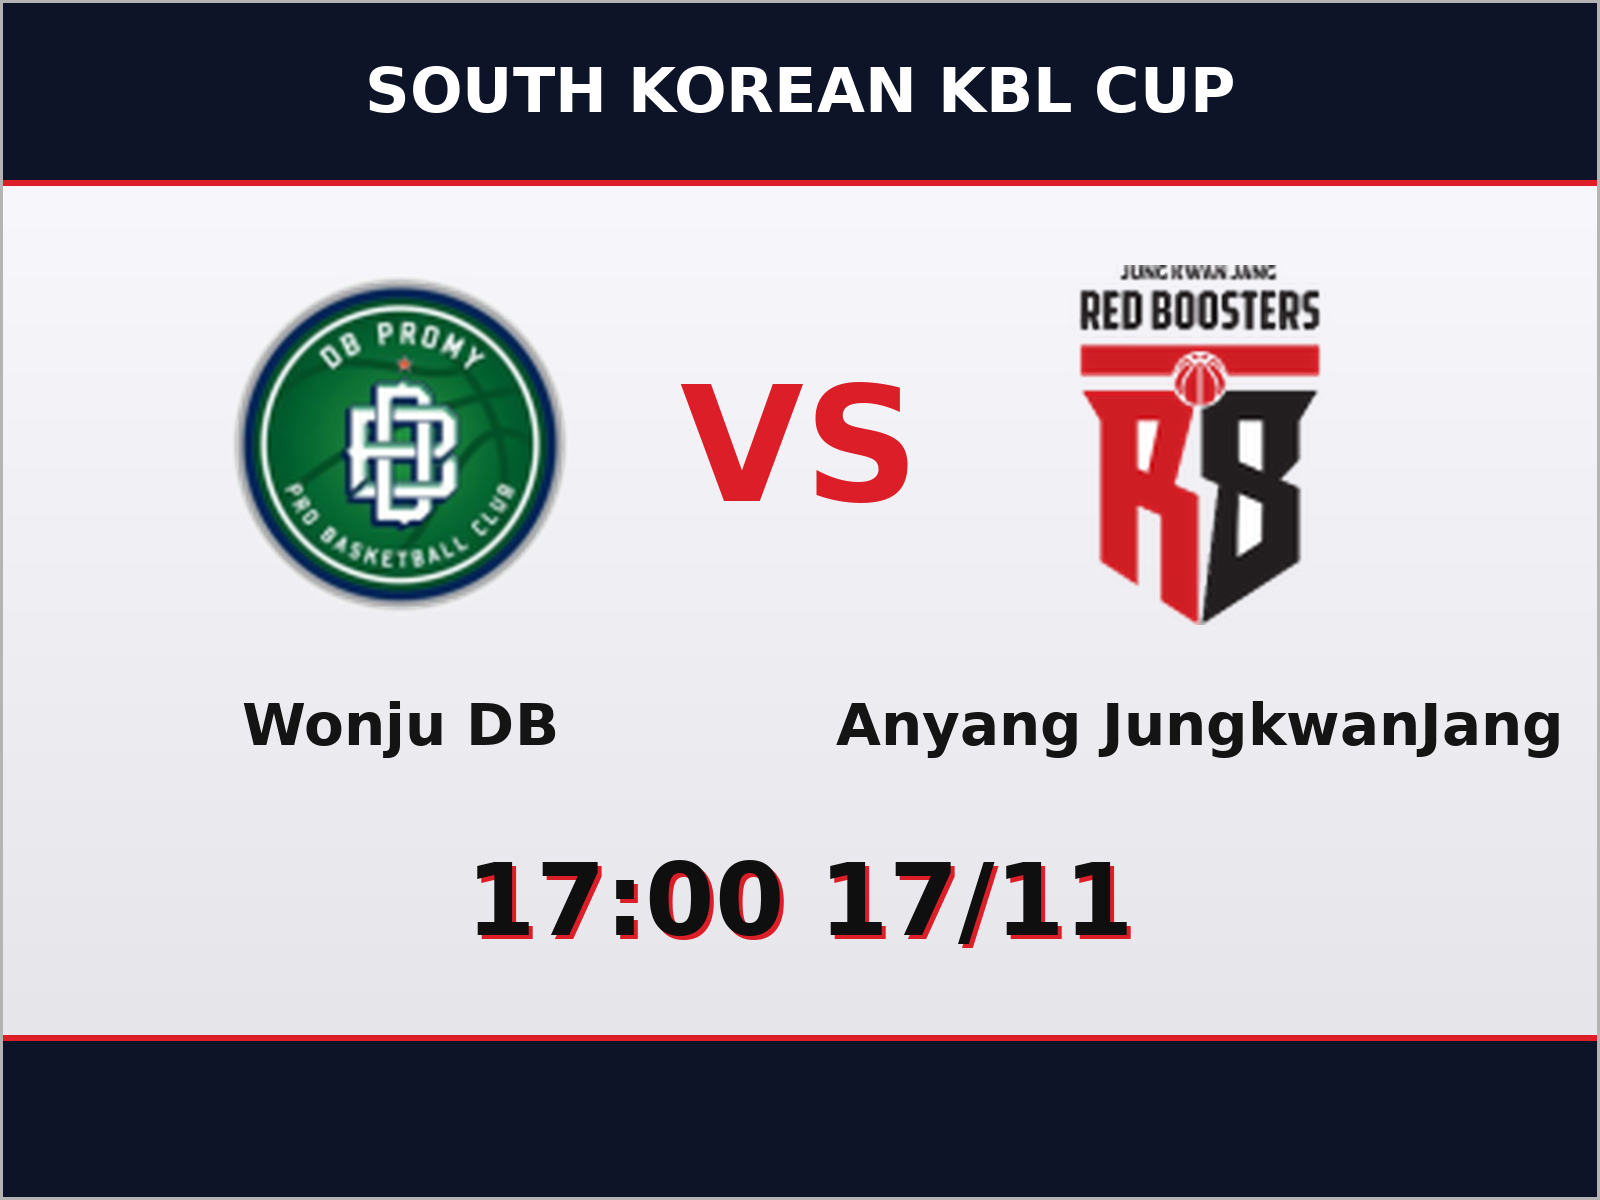 SOUTH KOREAN KBL CUP
DB PROMY
PRO BASKETBALL CLUB
VS
JUNG KWAN JANG
RED BOOSTERS
RB
Wonju DB
Anyang JungkwanJang
17:00 17/11